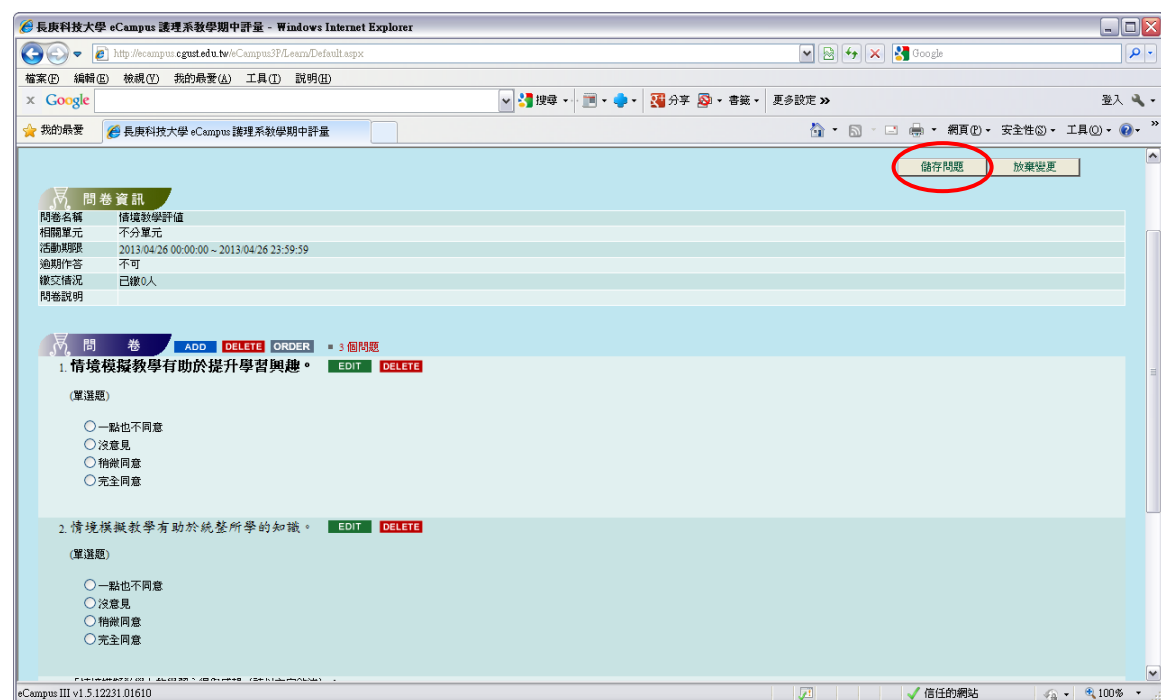 長庚科技大學 eCampus 護理系教學期中評量 - Windows Internet Explorer
http://ecampus.cgust.edu.tw/eCampus3P/Learn/Default.aspx
Google
檔案(F) 編輯(E) 檢視(V) 我的最愛(A) 工具(T) 說明(H)
x Google 搜尋 分享 書籤 更多設定 » 登入
我的最愛 長庚科技大學 eCampus 護理系教學期中評量 網頁(P) 安全性(S) 工具(O) »
儲存問題 放棄變更
問卷資訊
問卷名稱 情境教學評值
相關單元 不分單元
活動期限 2013/04/26 00:00:00 ~ 2013/04/26 23:59:59
逾期作答 不可
繳交情況 已繳0人
問卷說明
問 卷 ADD DELETE ORDER 3 個問題
1. 情境模擬教學有助於提升學習興趣。 EDIT DELETE
(單選題)
一點也不同意
沒意見
稍微同意
完全同意
2. 情境模擬教學有助於統整所學的知識。 EDIT DELETE
(單選題)
一點也不同意
沒意見
稍微同意
完全同意
eCampus III v1.5.12231.01610 信任的網站 100%